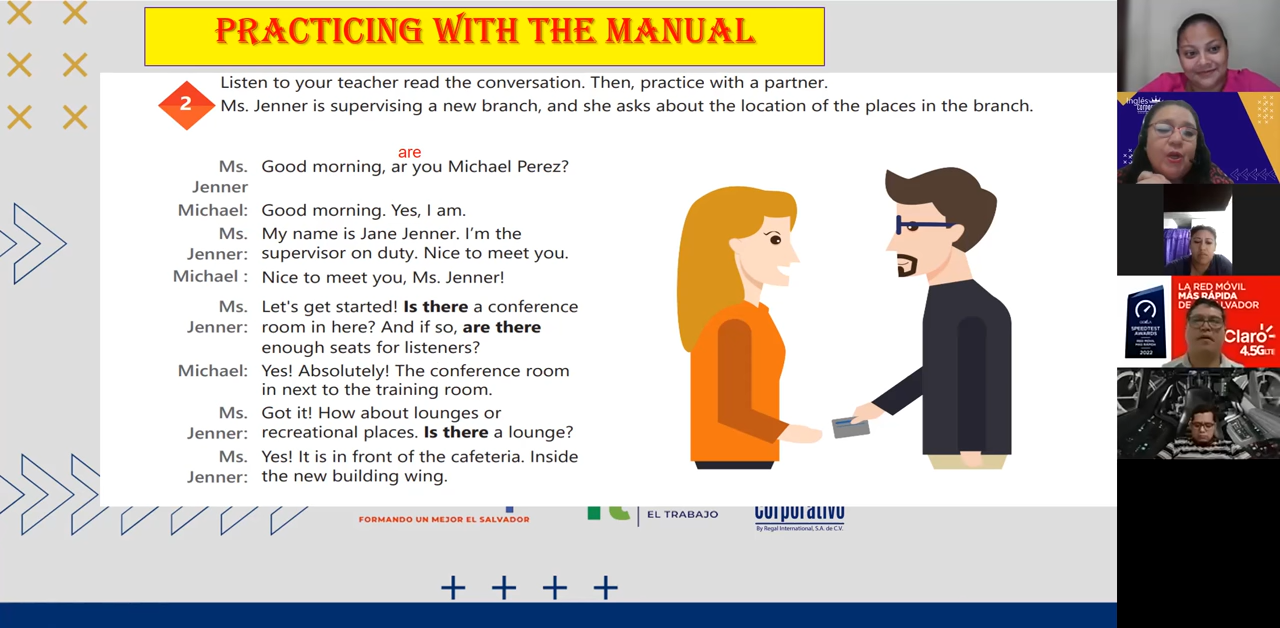 PRACTICING WITH THE MANUAL
2
Listen to your teacher read the conversation. Then, practice with a partner.
Ms. Jenner is supervising a new branch, and she asks about the location of the places in the branch.
are
Ms. Good morning, ar you Michael Perez?
Jenner
Michael: Good morning. Yes, I am.
Ms. My name is Jane Jenner. I'm the
Jenner: supervisor on duty. Nice to meet you.
Michael : Nice to meet you, Ms. Jenner!
Ms. Let's get started! Is there a conference
Jenner: room in here? And if so, are there
enough seats for listeners?
Michael: Yes! Absolutely! The conference room
in next to the training room.
Ms. Got it! How about lounges or
Jenner: recreational places. Is there a lounge?
Ms. Yes! It is in front of the cafeteria. Inside
Jenner: the new building wing.
FORMANDO UN MEJOR EL SALVADOR
EL TRABAJO
corporativo
By Regal International, S.A. de C.V.
Inglés
LA RED MÓVIL
MÁS RÁPIDA
SPEEDTEST
AWARDS
2022
Claro
4.5G LTE